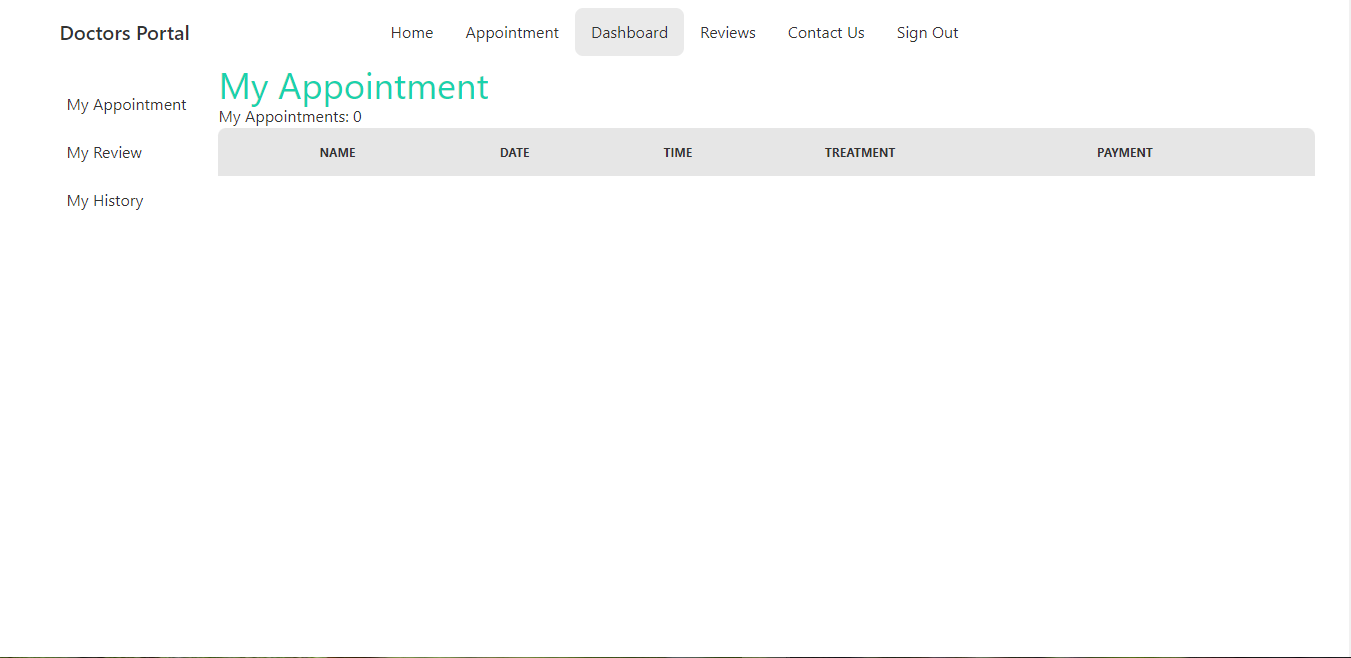 Doctors Portal Home Appointment Dashboard Reviews Contact Us Sign Out
My Appointment
My Review
My History
My Appointment
My Appointments: 0
NAME DATE TIME TREATMENT PAYMENT